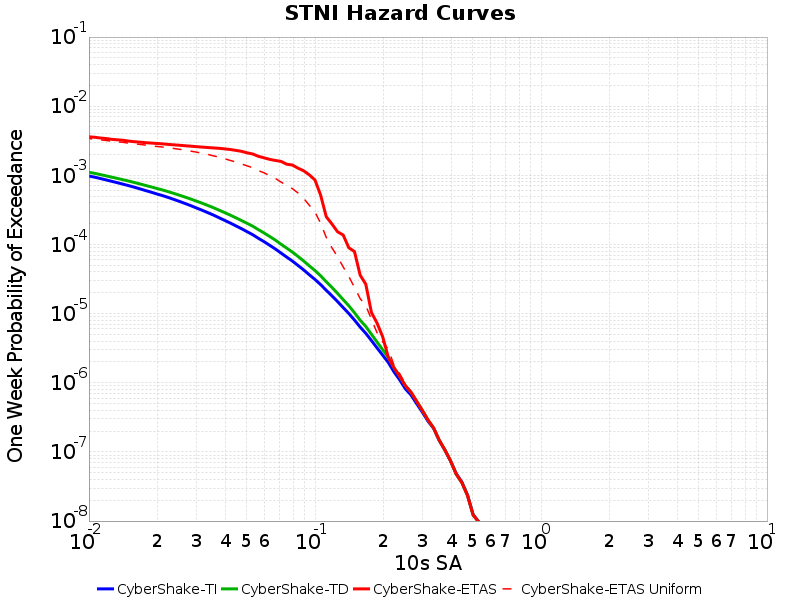 STNI Hazard Curves
One Week Probability of Exceedance
10^-1
10^-2
10^-3
10^-4
10^-5
10^-6
10^-7
10^-8
10^-2 2 3 4 5 6 10^-1 2 3 4 5 6 7 10^0 2 3 4 5 6 7 10^1
10s SA
CyberShake-TI CyberShake-TD CyberShake-ETAS CyberShake-ETAS Uniform